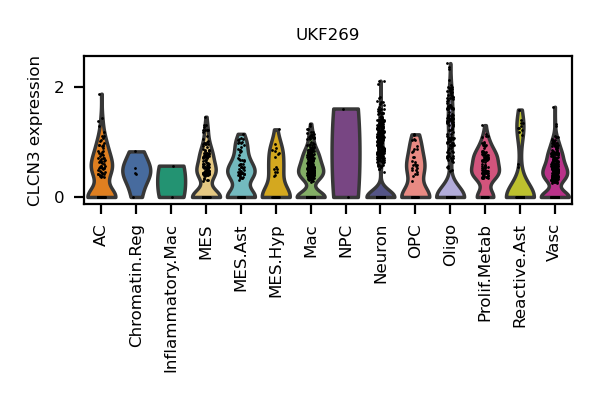 UKF269
CLCN3 expression
2
0
AC
Chromatin.Reg
Inflammatory.Mac
MES
MES.Ast
MES.Hyp
Mac
NPC
Neuron
OPC
Oligo
Prolif.Metab
Reactive.Ast
Vasc